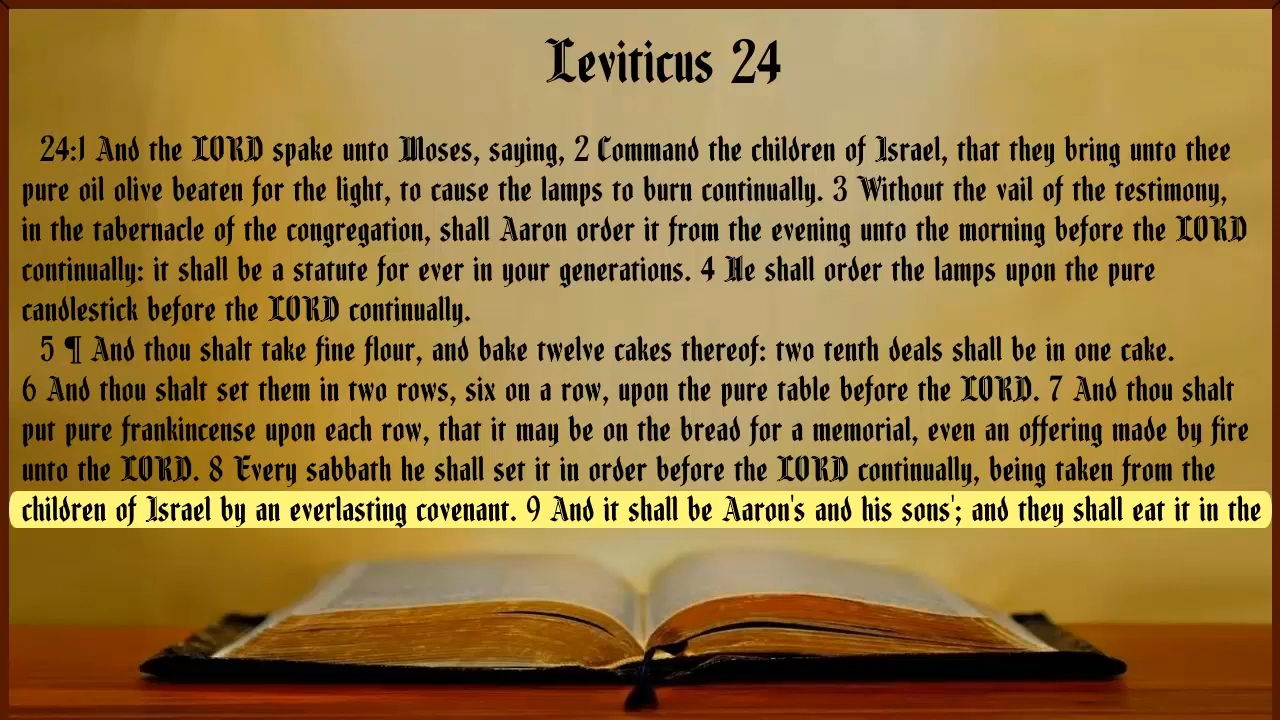 Leviticus 24
24:1 And the LORD spake unto Moses, saying, 2 Command the children of Israel, that they bring unto thee
pure oil olive beaten for the light, to cause the lamps to burn continually. 3 Without the vail of the testimony,
in the tabernacle of the congregation, shall Aaron order it from the evening unto the morning before the LORD
continually: it shall be a statute for ever in your generations. 4 He shall order the lamps upon the pure
candlestick before the LORD continually.
5 ¶ And thou shalt take fine flour, and bake twelve cakes thereof: two tenth deals shall be in one cake.
6 And thou shalt set them in two rows, six on a row, upon the pure table before the LORD. 7 And thou shalt
put pure frankincense upon each row, that it may be on the bread for a memorial, even an offering made by fire
unto the LORD. 8 Every sabbath he shall set it in order before the LORD continually, being taken from the
children of Israel by an everlasting covenant. 9 And it shall be Aaron's and his sons'; and they shall eat it in the